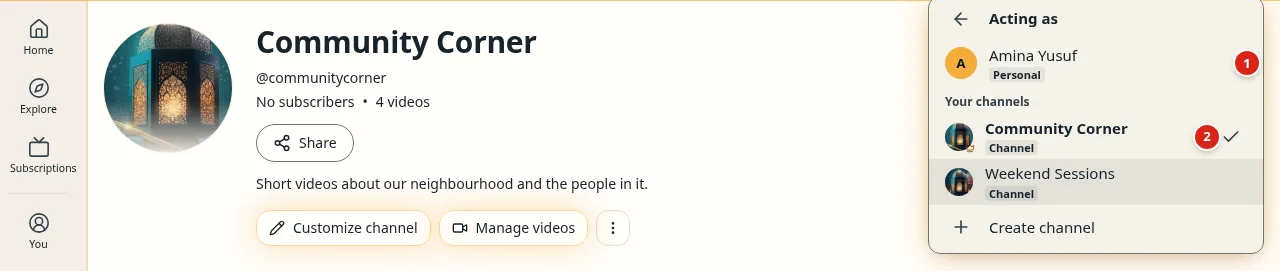 Home
Explore
Subscriptions
You
Community Corner
@communitycorner
No subscribers • 4 videos
Share
Short videos about our neighbourhood and the people in it.
Customize channel
Manage videos
Acting as
A
Amina Yusuf
Personal
1
Your channels
Community Corner
Channel
2
Weekend Sessions
Channel
Create channel